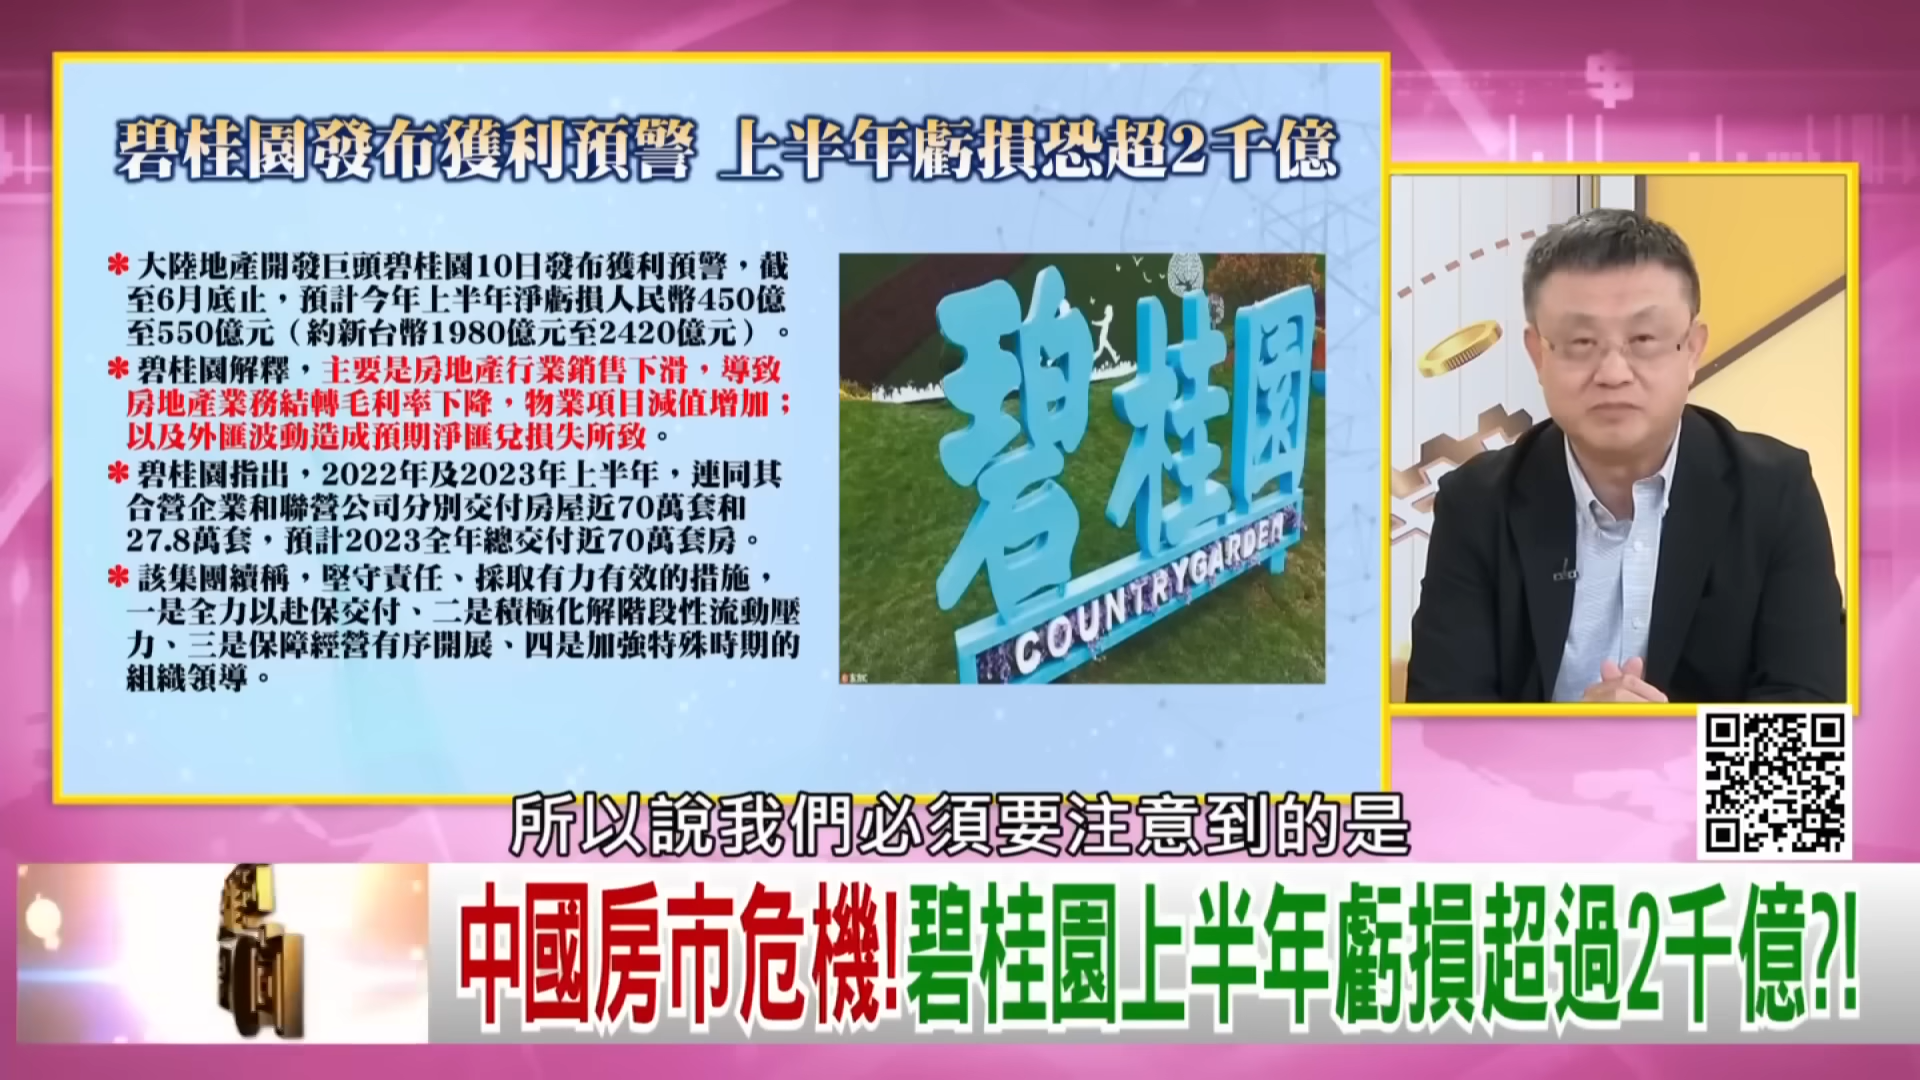 碧桂園發布獲利預警 上半年虧損恐超2千億
* 大陸地產開發巨頭碧桂園10日發布獲利預警，截
至6月底止，預計今年上半年淨虧損人民幣450億
至550億元（約新台幣1980億元至2420億元）。
* 碧桂園解釋，主要是房地產行業銷售下滑，導致
房地產業務結轉毛利率下降，物業項目減值增加；
以及外匯波動造成預期淨匯兌損失所致。
* 碧桂園指出，2022年及2023年上半年，連同其
合營企業和聯營公司分別交付房屋近70萬套和
27.8萬套，預計2023全年總交付近70萬套房。
* 該集團續稱，堅守責任、採取有力有效的措施，
一是全力以赴保交付、二是積極化解階段性流動壓
力、三是保障經營有序開展、四是加強特殊時期的
組織領導。
碧桂園
COUNTRYGARDEN
所以說我們必須要注意到的是
中國房市危機!碧桂園上半年虧損超過2千億?!